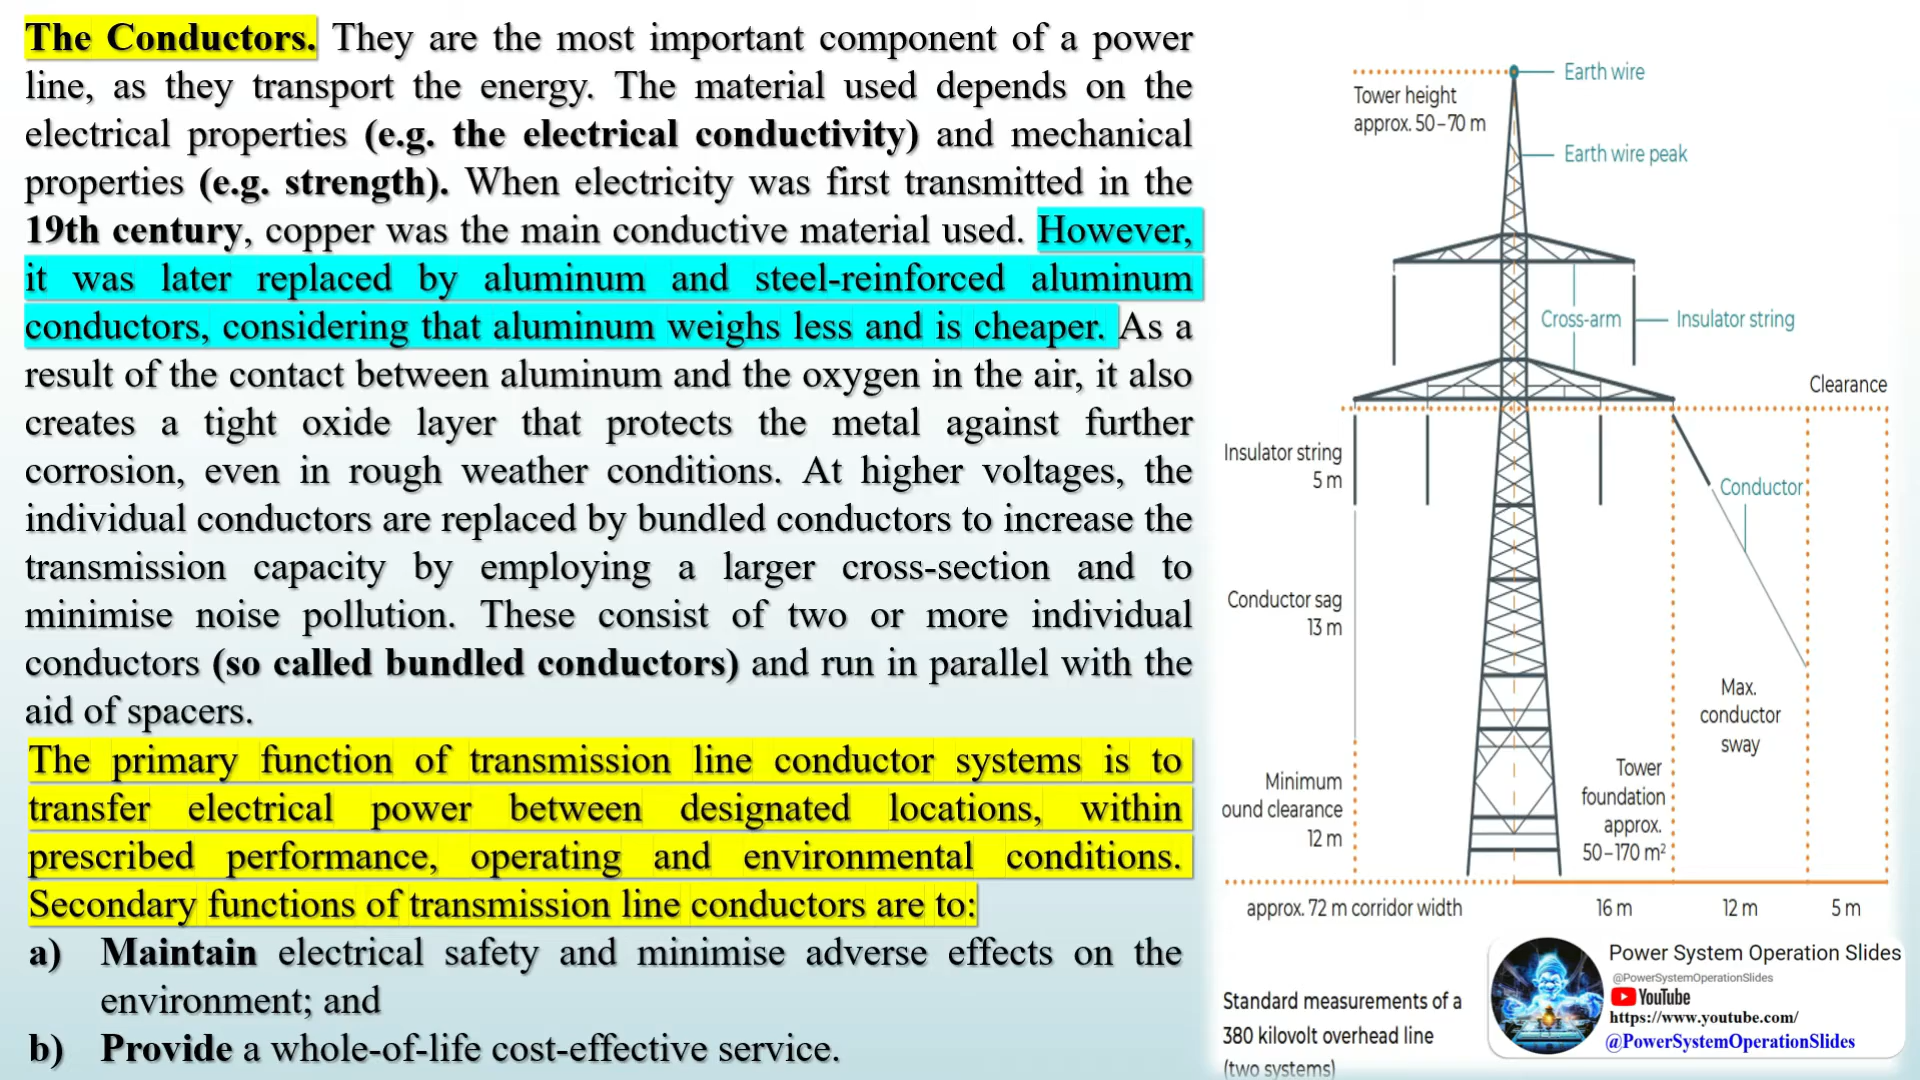 The Conductors. They are the most important component of a power
line, as they transport the energy. The material used depends on the
electrical properties (e.g. the electrical conductivity) and mechanical
properties (e.g. strength). When electricity was first transmitted in the
19th century, copper was the main conductive material used. However,
it was later replaced by aluminum and steel-reinforced aluminum
conductors, considering that aluminum weighs less and is cheaper. As a
result of the contact between aluminum and the oxygen in the air, it also
creates a tight oxide layer that protects the metal against further
corrosion, even in rough weather conditions. At higher voltages, the
individual conductors are replaced by bundled conductors to increase the
transmission capacity by employing a larger cross-section and to
minimise noise pollution. These consist of two or more individual
conductors (so called bundled conductors) and run in parallel with the
aid of spacers.
The primary function of transmission line conductor systems is to
transfer electrical power between designated locations, within
prescribed performance, operating and environmental conditions.
Secondary functions of transmission line conductors are to:
a) Maintain electrical safety and minimise adverse effects on the
environment; and
b) Provide a whole-of-life cost-effective service.
Earth wire
Tower height
approx. 50–70 m
Earth wire peak
Cross-arm
Insulator string
Clearance
Insulator string
5 m
Conductor
Conductor sag
13 m
Max.
conductor
sway
Minimum
ound clearance
12 m
Tower
foundation
approx.
50–170 m²
approx. 72 m corridor width
16 m
12 m
5 m
Standard measurements of a
380 kilovolt overhead line
(two systems)
Power System Operation Slides
@PowerSystemOperationSlides
YouTube
https://www.youtube.com/
@PowerSystemOperationSlides